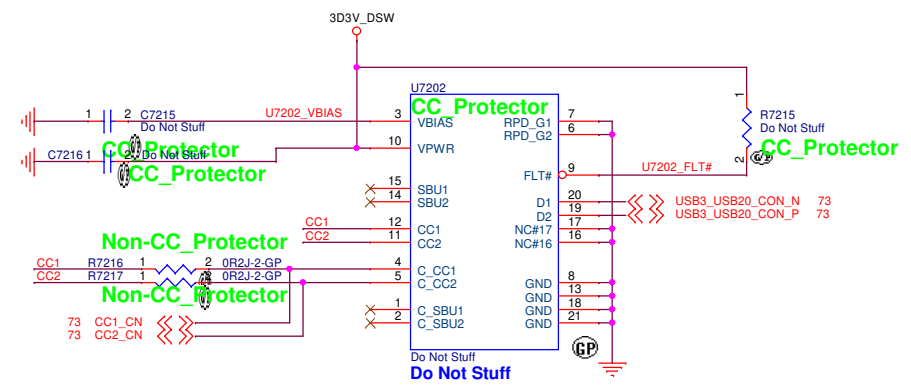 3D3V_DSW
U7202
CC_Protector
1 2 C7215
Do Not Stuff
U7202_VBIAS
3 VBIAS
RPD_G1 7
RPD_G2 6
1
R7215
Do Not Stuff
CC_Protector
2
C7216 1 2 Do Not Stuff
CC_Protector
CC_Protector
10 VPWR
FLT# 9
U7202_FLT#
15 SBU1
14 SBU2
D1 20 USB3_USB20_CON_N 73
D2 19 USB3_USB20_CON_P 73
CC1 12 CC1
CC2 11 CC2
NC#17 17
NC#16 16
Non-CC_Protector
CC1 R7216 1 2 0R2J-2-GP 4 C_CC1
CC2 R7217 1 2 0R2J-2-GP 5 C_CC2
Non-CC_Protector
GND 8
GND 13
GND 18
GND 21
1 C_SBU1
2 C_SBU2
73 CC1_CN
73 CC2_CN
GP
Do Not Stuff
Do Not Stuff